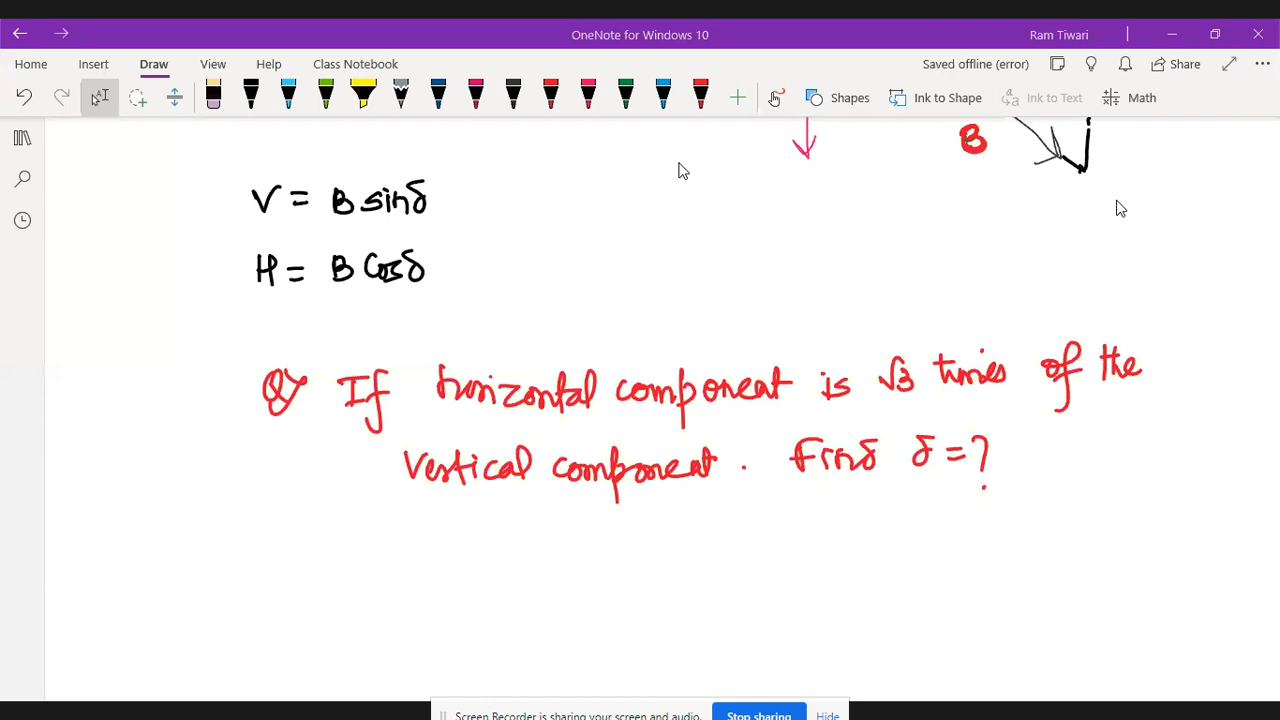 OneNote for Windows 10
Ram Tiwari
Home Insert Draw View Help Class Notebook
Saved offline (error) Share
Shapes Ink to Shape Ink to Text Math
B
V = B sinδ
H = B Cosδ
Q> If horizontal component is √3 times of the
vertical component. Find δ = ?
Screen Recorder is sharing your screen and audio. Stop sharing Hide